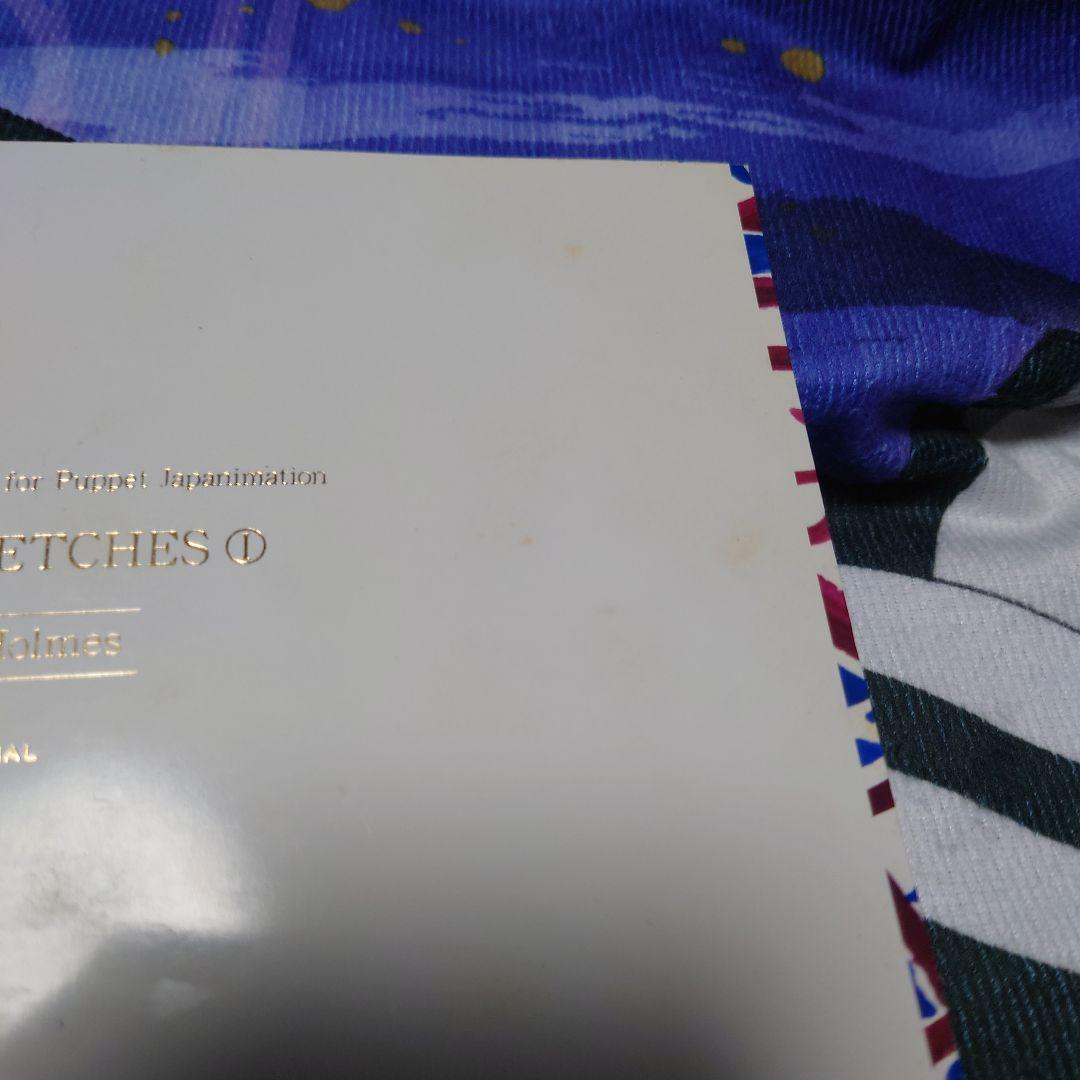 for Puppet Japanimation
ETCHES ①
Holmes
IAL